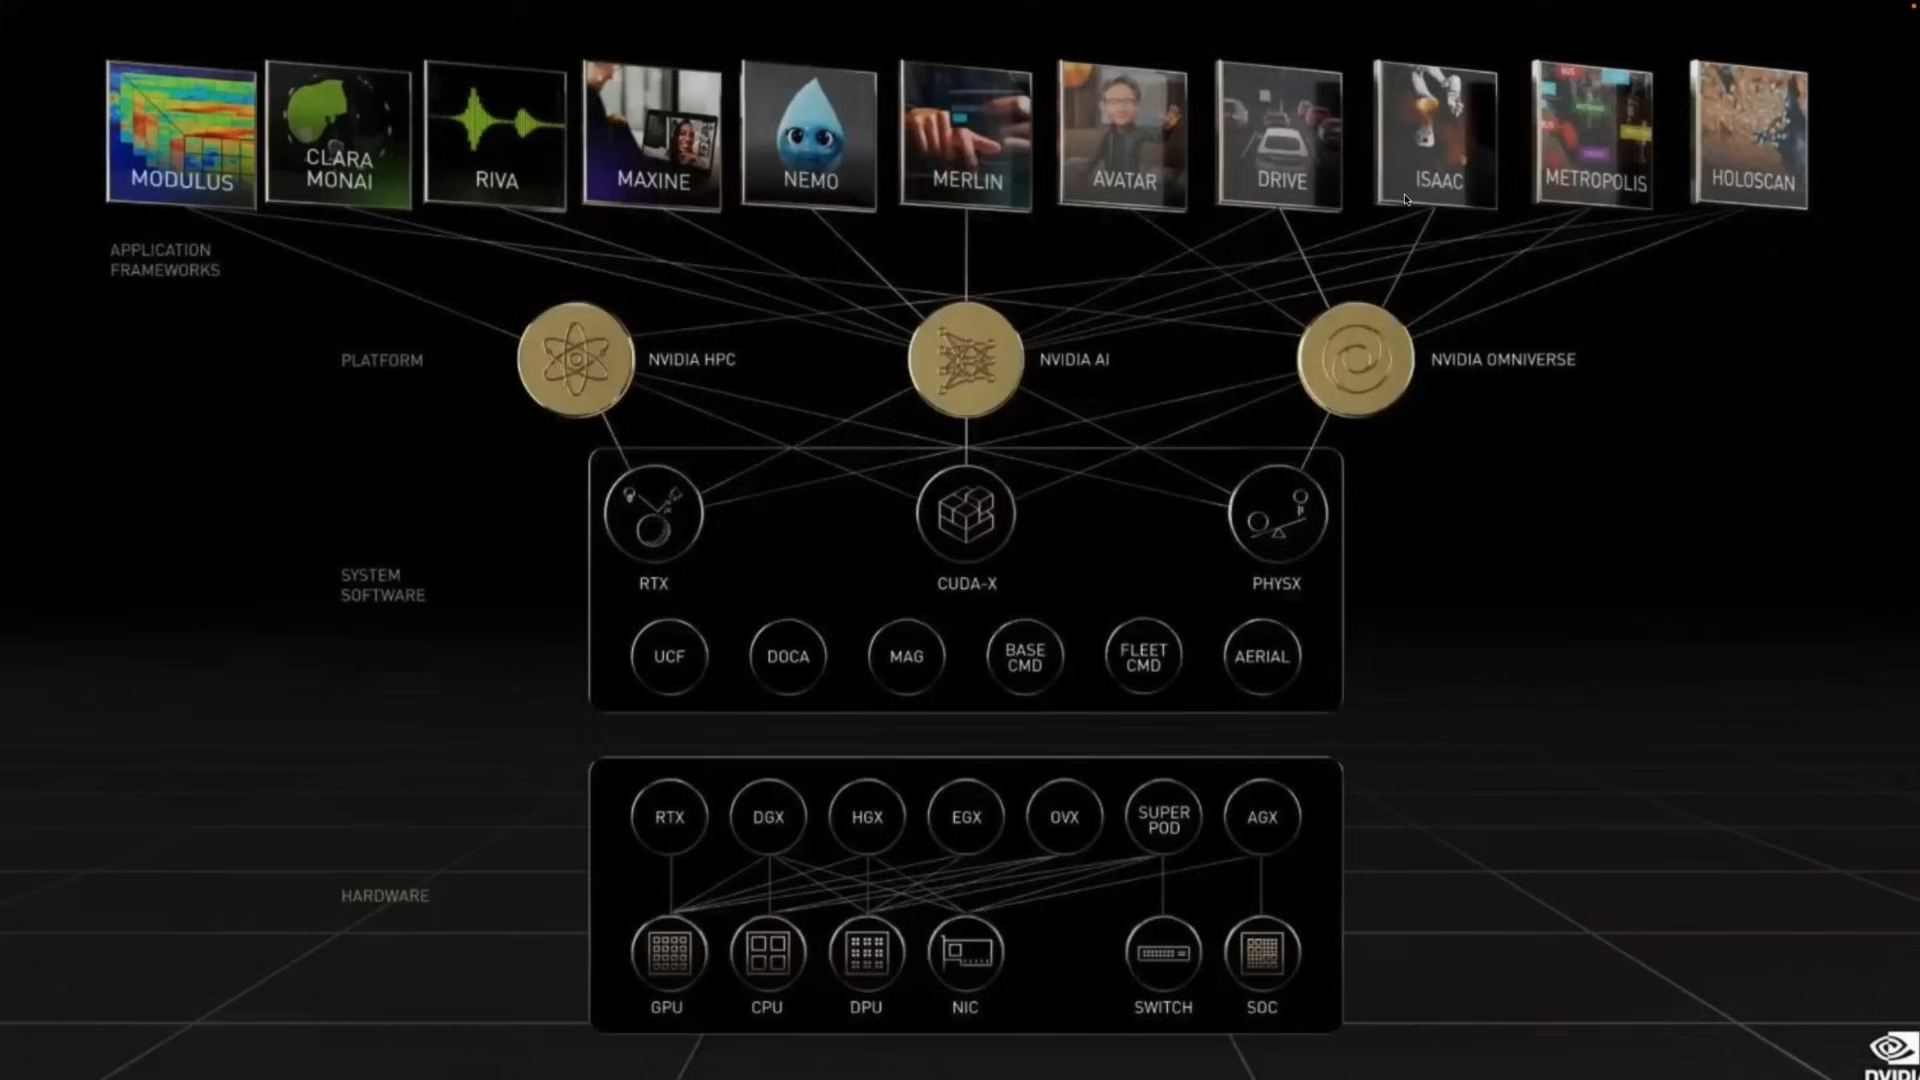 MODULUS
CLARA
MONAI
RIVA
MAXINE
NEMO
MERLIN
AVATAR
DRIVE
ISAAC
METROPOLIS
HOLOSCAN
APPLICATION
FRAMEWORKS
PLATFORM
NVIDIA HPC
NVIDIA AI
NVIDIA OMNIVERSE
SYSTEM
SOFTWARE
RTX
CUDA-X
PHYSX
UCF
DOCA
MAG
BASE
CMD
FLEET
CMD
AERIAL
HARDWARE
RTX
DGX
HGX
EGX
OVX
SUPER
POD
AGX
GPU
CPU
DPU
NIC
SWITCH
SOC